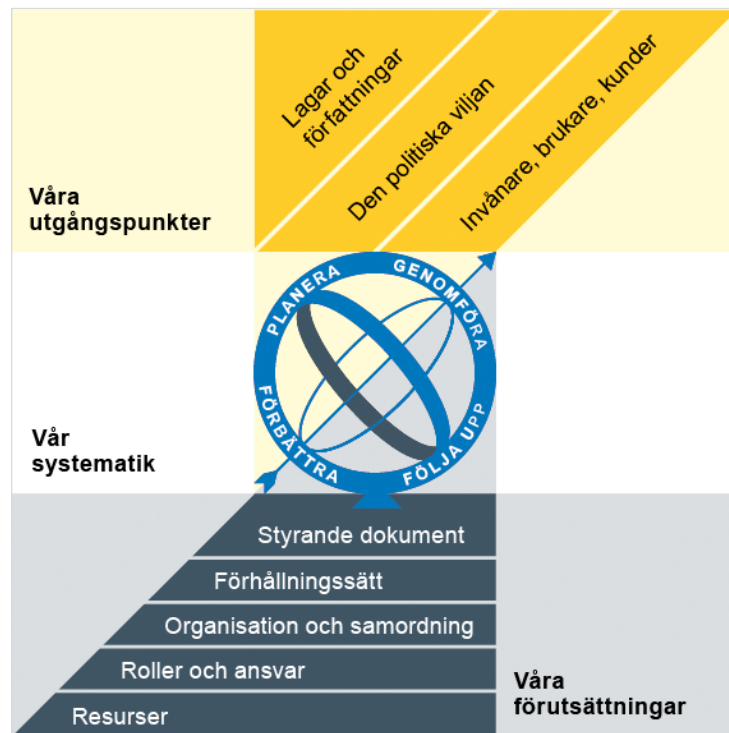 Lagar och
författningar
Den politiska viljan
Invånare, brukare, kunder
Våra
utgångspunkter
PLANERA
GENOMFÖRA
FÖLJA UPP
FÖRBÄTTRA
Vår
systematik
Styrande dokument
Förhållningssätt
Organisation och samordning
Roller och ansvar
Resurser
Våra
förutsättningar